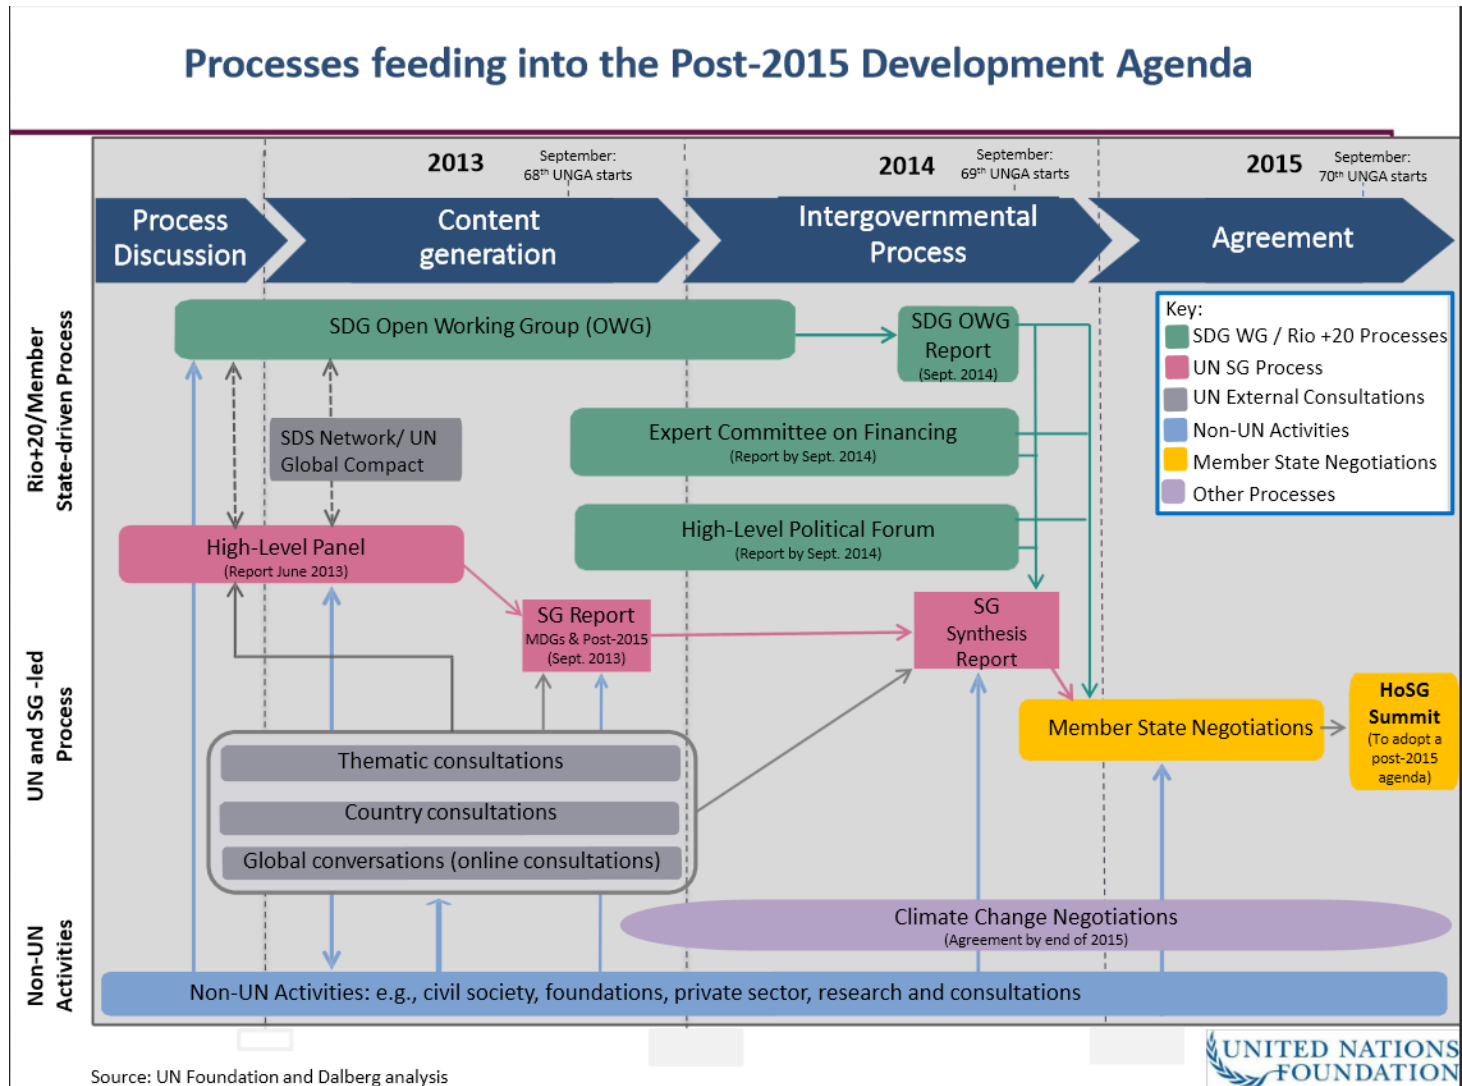 Processes feeding into the Post-2015 Development Agenda
2013
September:
68th UNGA starts
2014
September:
69th UNGA starts
2015
September:
70th UNGA starts
Process
Discussion
Content
generation
Intergovernmental
Process
Agreement
Rio+20/Member
State-driven Process
SDG Open Working Group (OWG)
SDG OWG
Report
(Sept. 2014)
Key:
SDG WG / Rio +20 Processes
UN SG Process
UN External Consultations
Non-UN Activities
Member State Negotiations
Other Processes
SDS Network/ UN
Global Compact
Expert Committee on Financing
(Report by Sept. 2014)
High-Level Political Forum
(Report by Sept. 2014)
High-Level Panel
(Report June 2013)
UN and SG -led
Process
SG Report
MDGs & Post-2015
(Sept. 2013)
SG
Synthesis
Report
Member State Negotiations
HoSG
Summit
(To adopt a
post-2015
agenda)
Thematic consultations
Country consultations
Global conversations (online consultations)
Non-UN
Activities
Climate Change Negotiations
(Agreement by end of 2015)
Non-UN Activities: e.g., civil society, foundations, private sector, research and consultations
Source: UN Foundation and Dalberg analysis
UNITED NATIONS
FOUNDATION